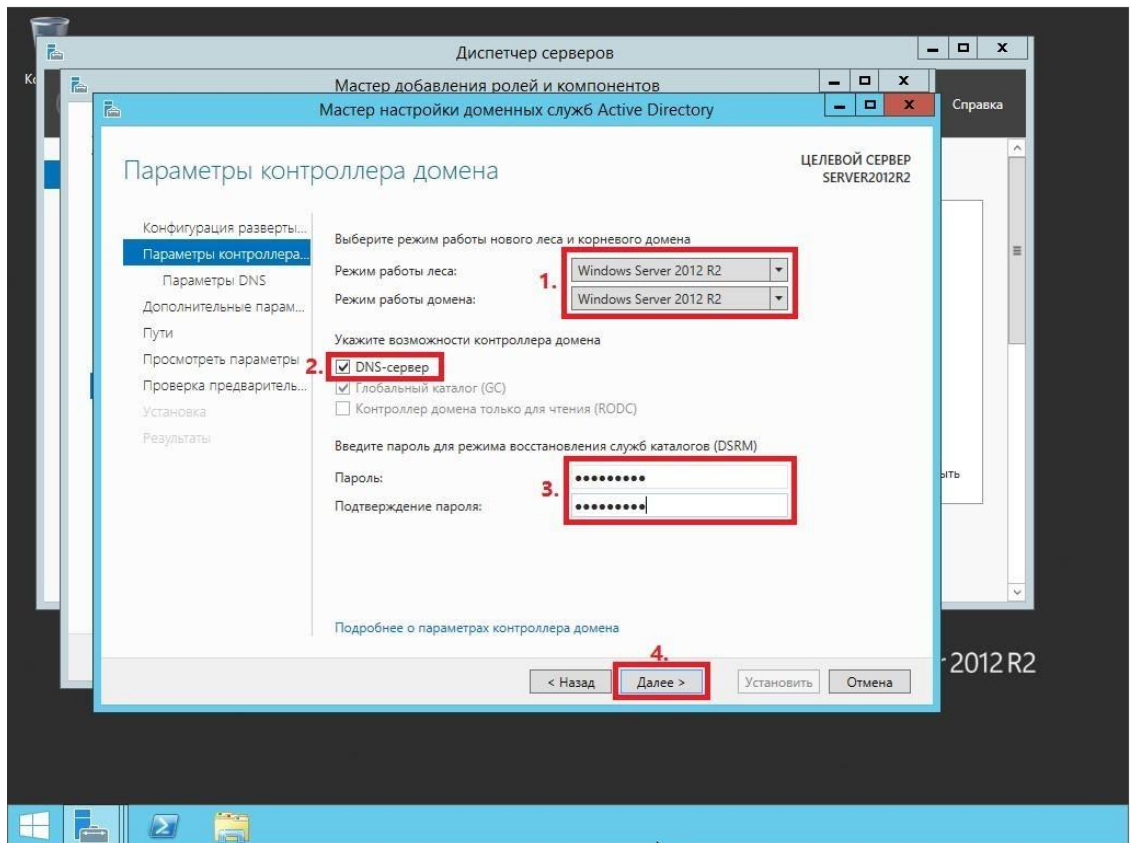 Диспетчер серверов
Мастер добавления ролей и компонентов
Мастер настройки доменных служб Active Directory
Справка
Параметры контроллера домена
ЦЕЛЕВОЙ СЕРВЕР
SERVER2012R2
Конфигурация разверты...
Параметры контроллера...
Параметры DNS
Дополнительные парам...
Пути
Просмотреть параметры
Проверка предваритель...
Установка
Результаты
Выберите режим работы нового леса и корневого домена
Режим работы леса: Windows Server 2012 R2
1.
Режим работы домена: Windows Server 2012 R2
Укажите возможности контроллера домена
2. DNS-сервер
Глобальный каталог (GC)
Контроллер домена только для чтения (RODC)
Введите пароль для режима восстановления служб каталогов (DSRM)
Пароль: •••••••••
3.
Подтверждение пароля: •••••••••
Подробнее о параметрах контроллера домена
4.
< Назад Далее > Установить Отмена
2012 R2